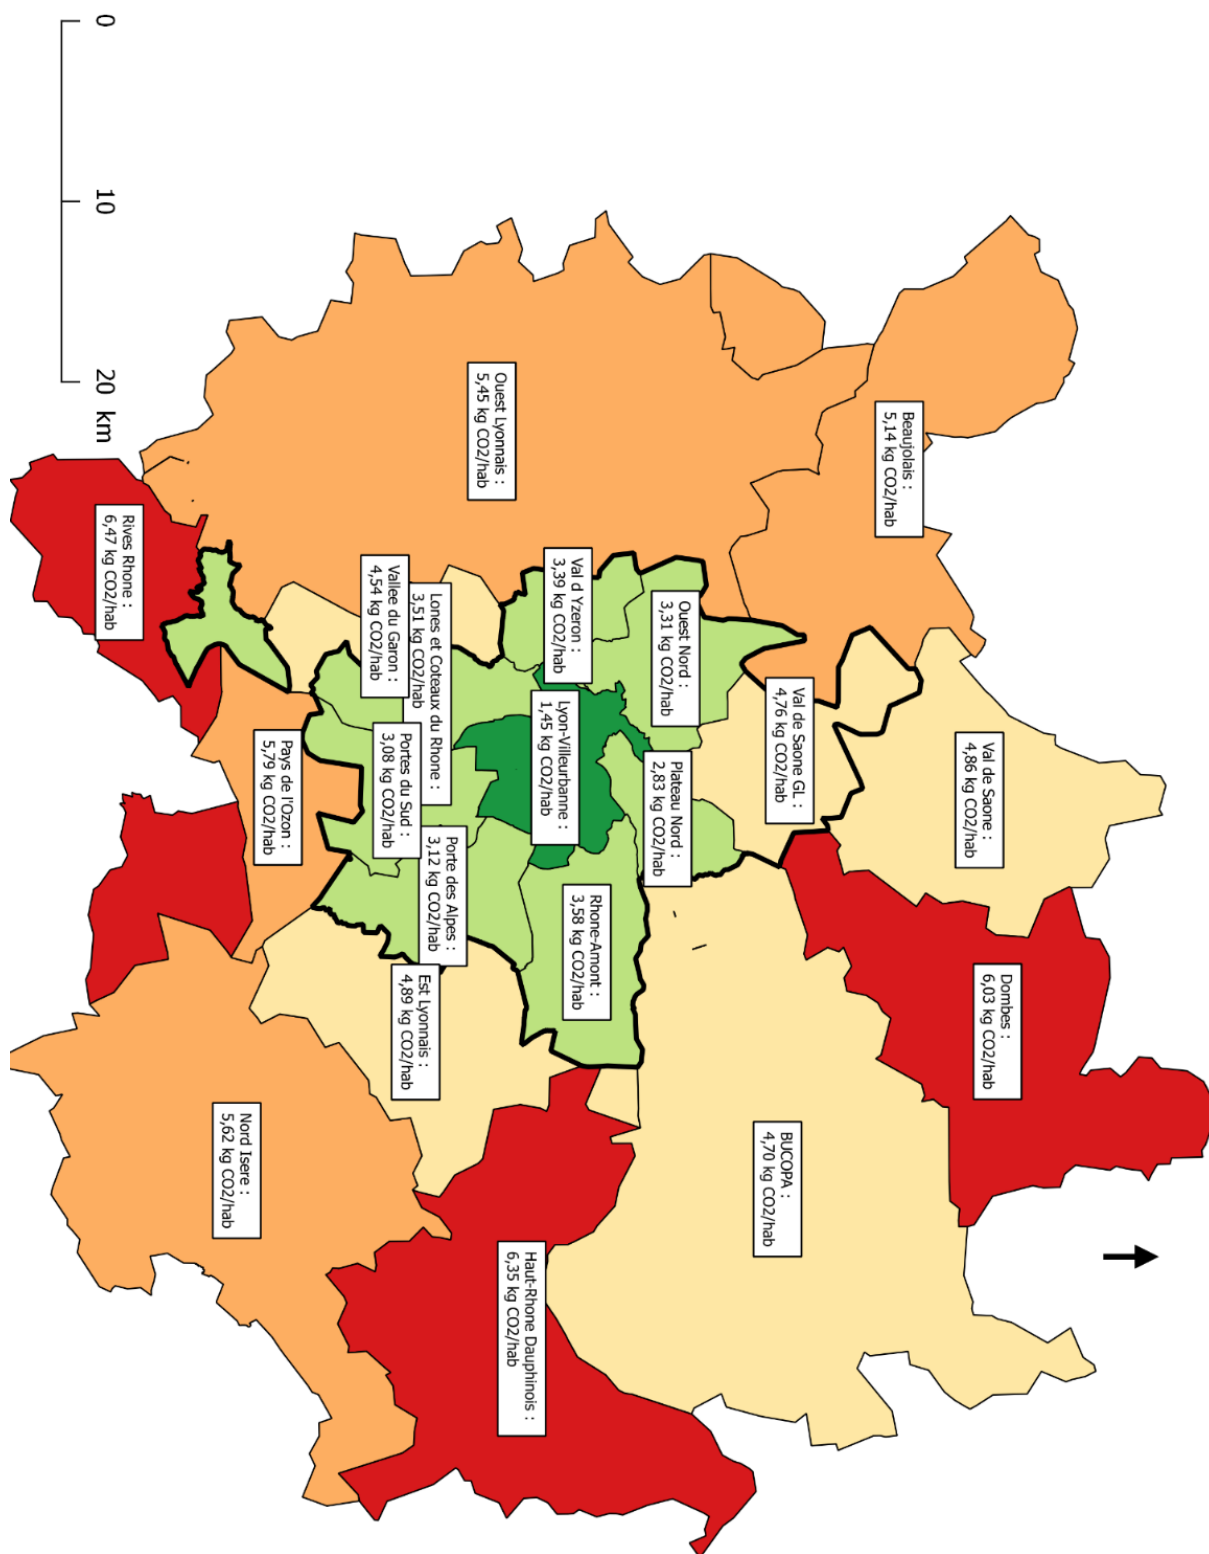 Beaujolais :
5,14 kg CO2/hab
Val de Saone :
4,86 kg CO2/hab
Dombes :
6,03 kg CO2/hab
Val de Saone GL :
4,76 kg CO2/hab
BUCOPA :
4,70 kg CO2/hab
Ouest Nord :
3,31 kg CO2/hab
Plateau Nord :
2,83 kg CO2/hab
Val d Yzeron :
3,39 kg CO2/hab
Lyon-Villeurbanne :
1,45 kg CO2/hab
Rhone-Amont :
3,58 kg CO2/hab
Ouest Lyonnais :
5,45 kg CO2/hab
Haut-Rhone Dauphinois :
6,35 kg CO2/hab
Lones et Coteaux du Rhone :
3,51 kg CO2/hab
Porte des Alpes :
3,12 kg CO2/hab
Vallee du Garon :
4,54 kg CO2/hab
Portes du Sud :
3,08 kg CO2/hab
Est Lyonnais :
4,89 kg CO2/hab
Pays de l'Ozon :
5,79 kg CO2/hab
Nord Isere :
5,62 kg CO2/hab
Rives Rhone :
6,47 kg CO2/hab
0 10 20 km